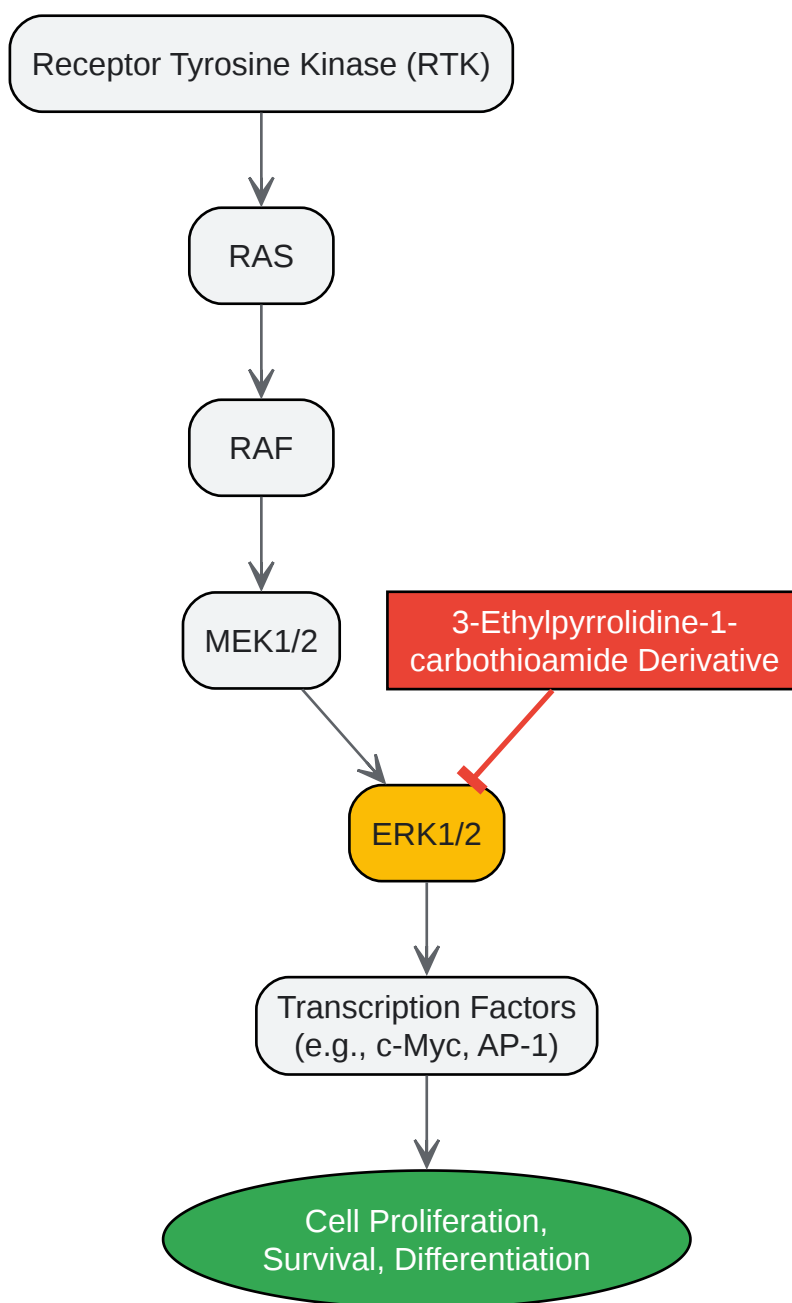 Receptor Tyrosine Kinase (RTK)
RAS
RAF
MEK1/2
3-Ethylpyrrolidine-1-
carbothioamide Derivative
ERK1/2
Transcription Factors
(e.g., c-Myc, AP-1)
Cell Proliferation,
Survival, Differentiation